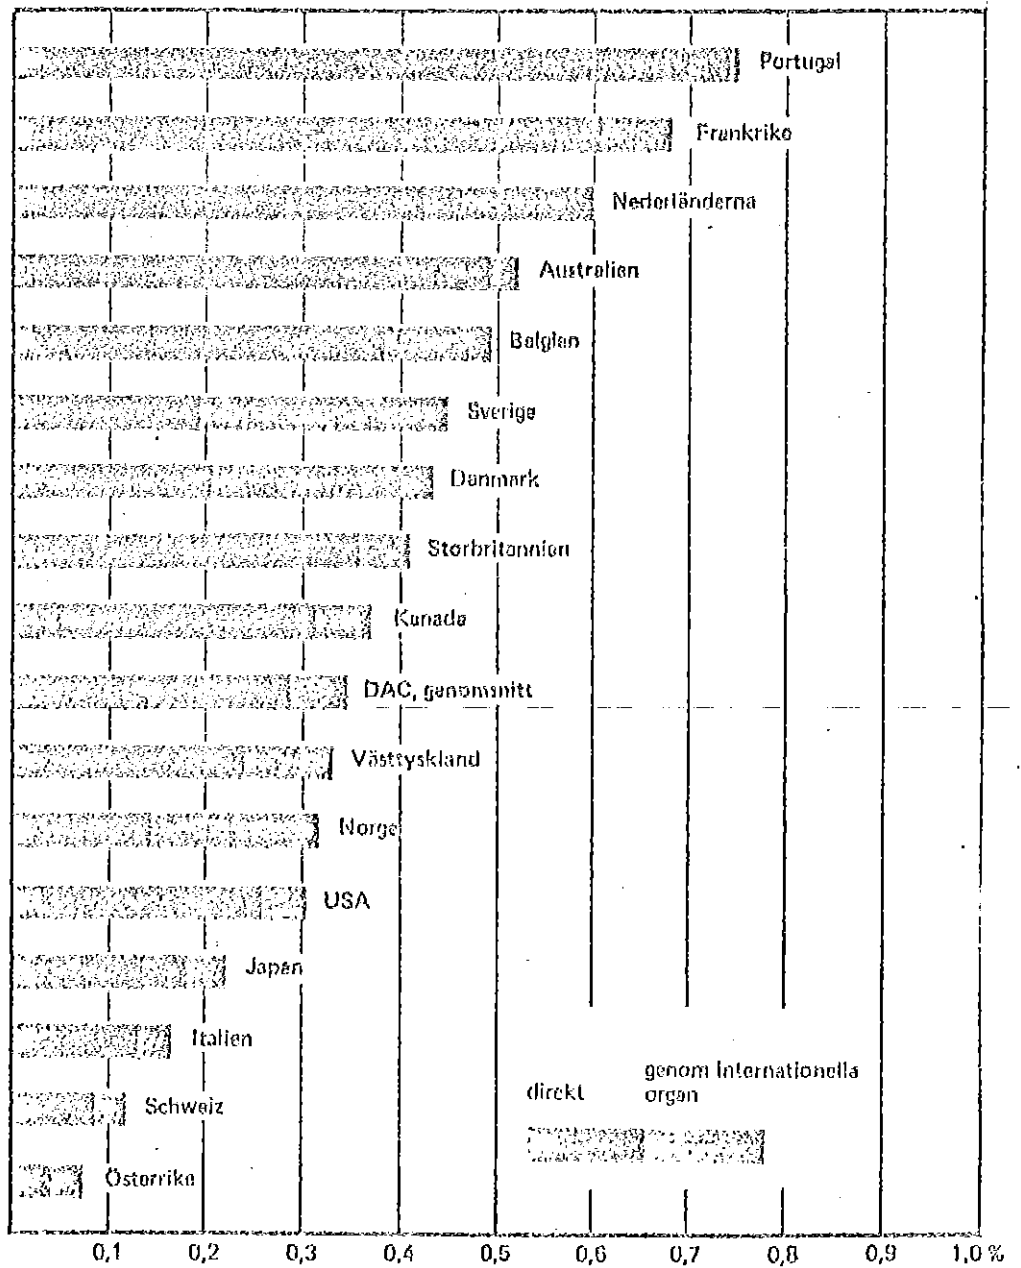 Portugal
Frankrike
Nederländerna
Australien
Belgien
Sverige
Danmark
Storbritannien
Kanada
DAC, genomsnitt
Västtyskland
Norge
USA
Japan
Italien
Schweiz
Österrike
direkt
genom Internationella
organ
0,1 0,2 0,3 0,4 0,5 0,6 0,7 0,8 0,9 1,0 %